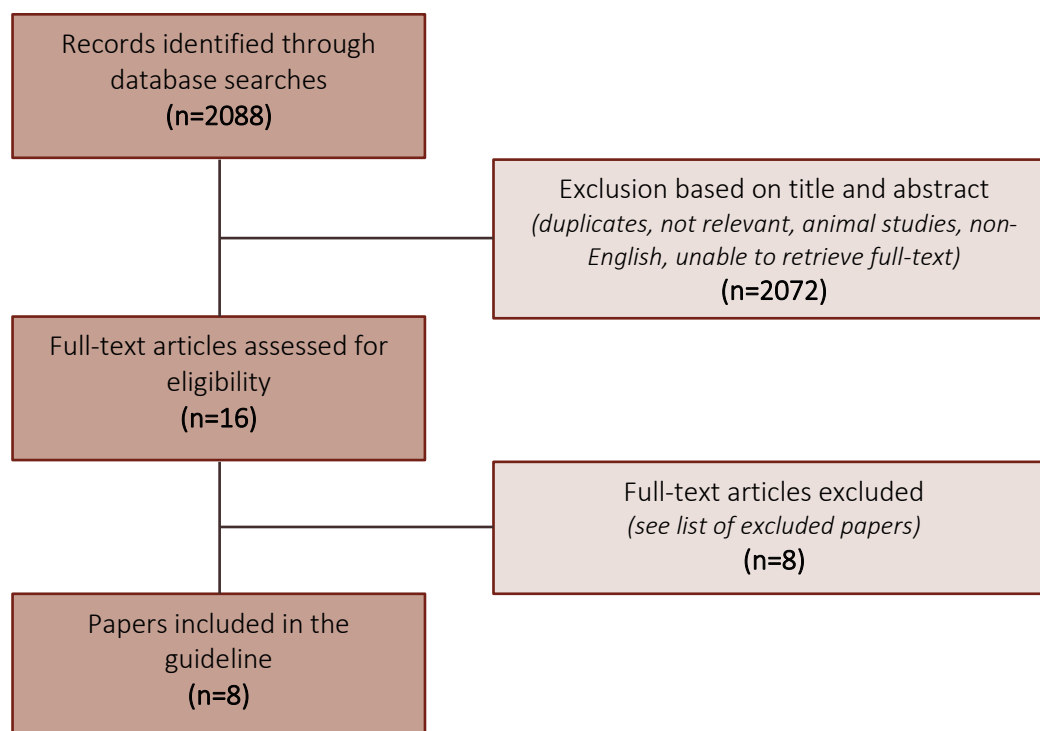 Records identified through
database searches
(n=2088)
Exclusion based on title and abstract
(duplicates, not relevant, animal studies, non-
English, unable to retrieve full-text)
(n=2072)
Full-text articles assessed for
eligibility
(n=16)
Full-text articles excluded
(see list of excluded papers)
(n=8)
Papers included in the
guideline
(n=8)